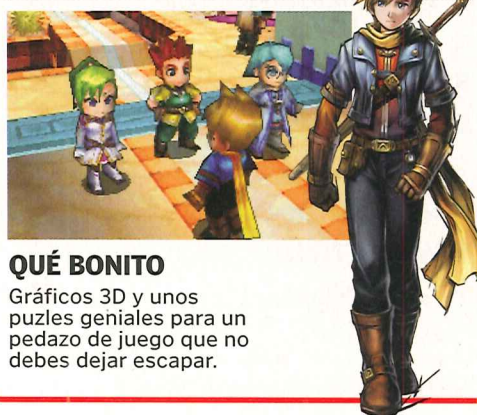 QUÉ BONITO
Gráficos 3D y unos
puzles geniales para un
pedazo de juego que no
debes dejar escapar.